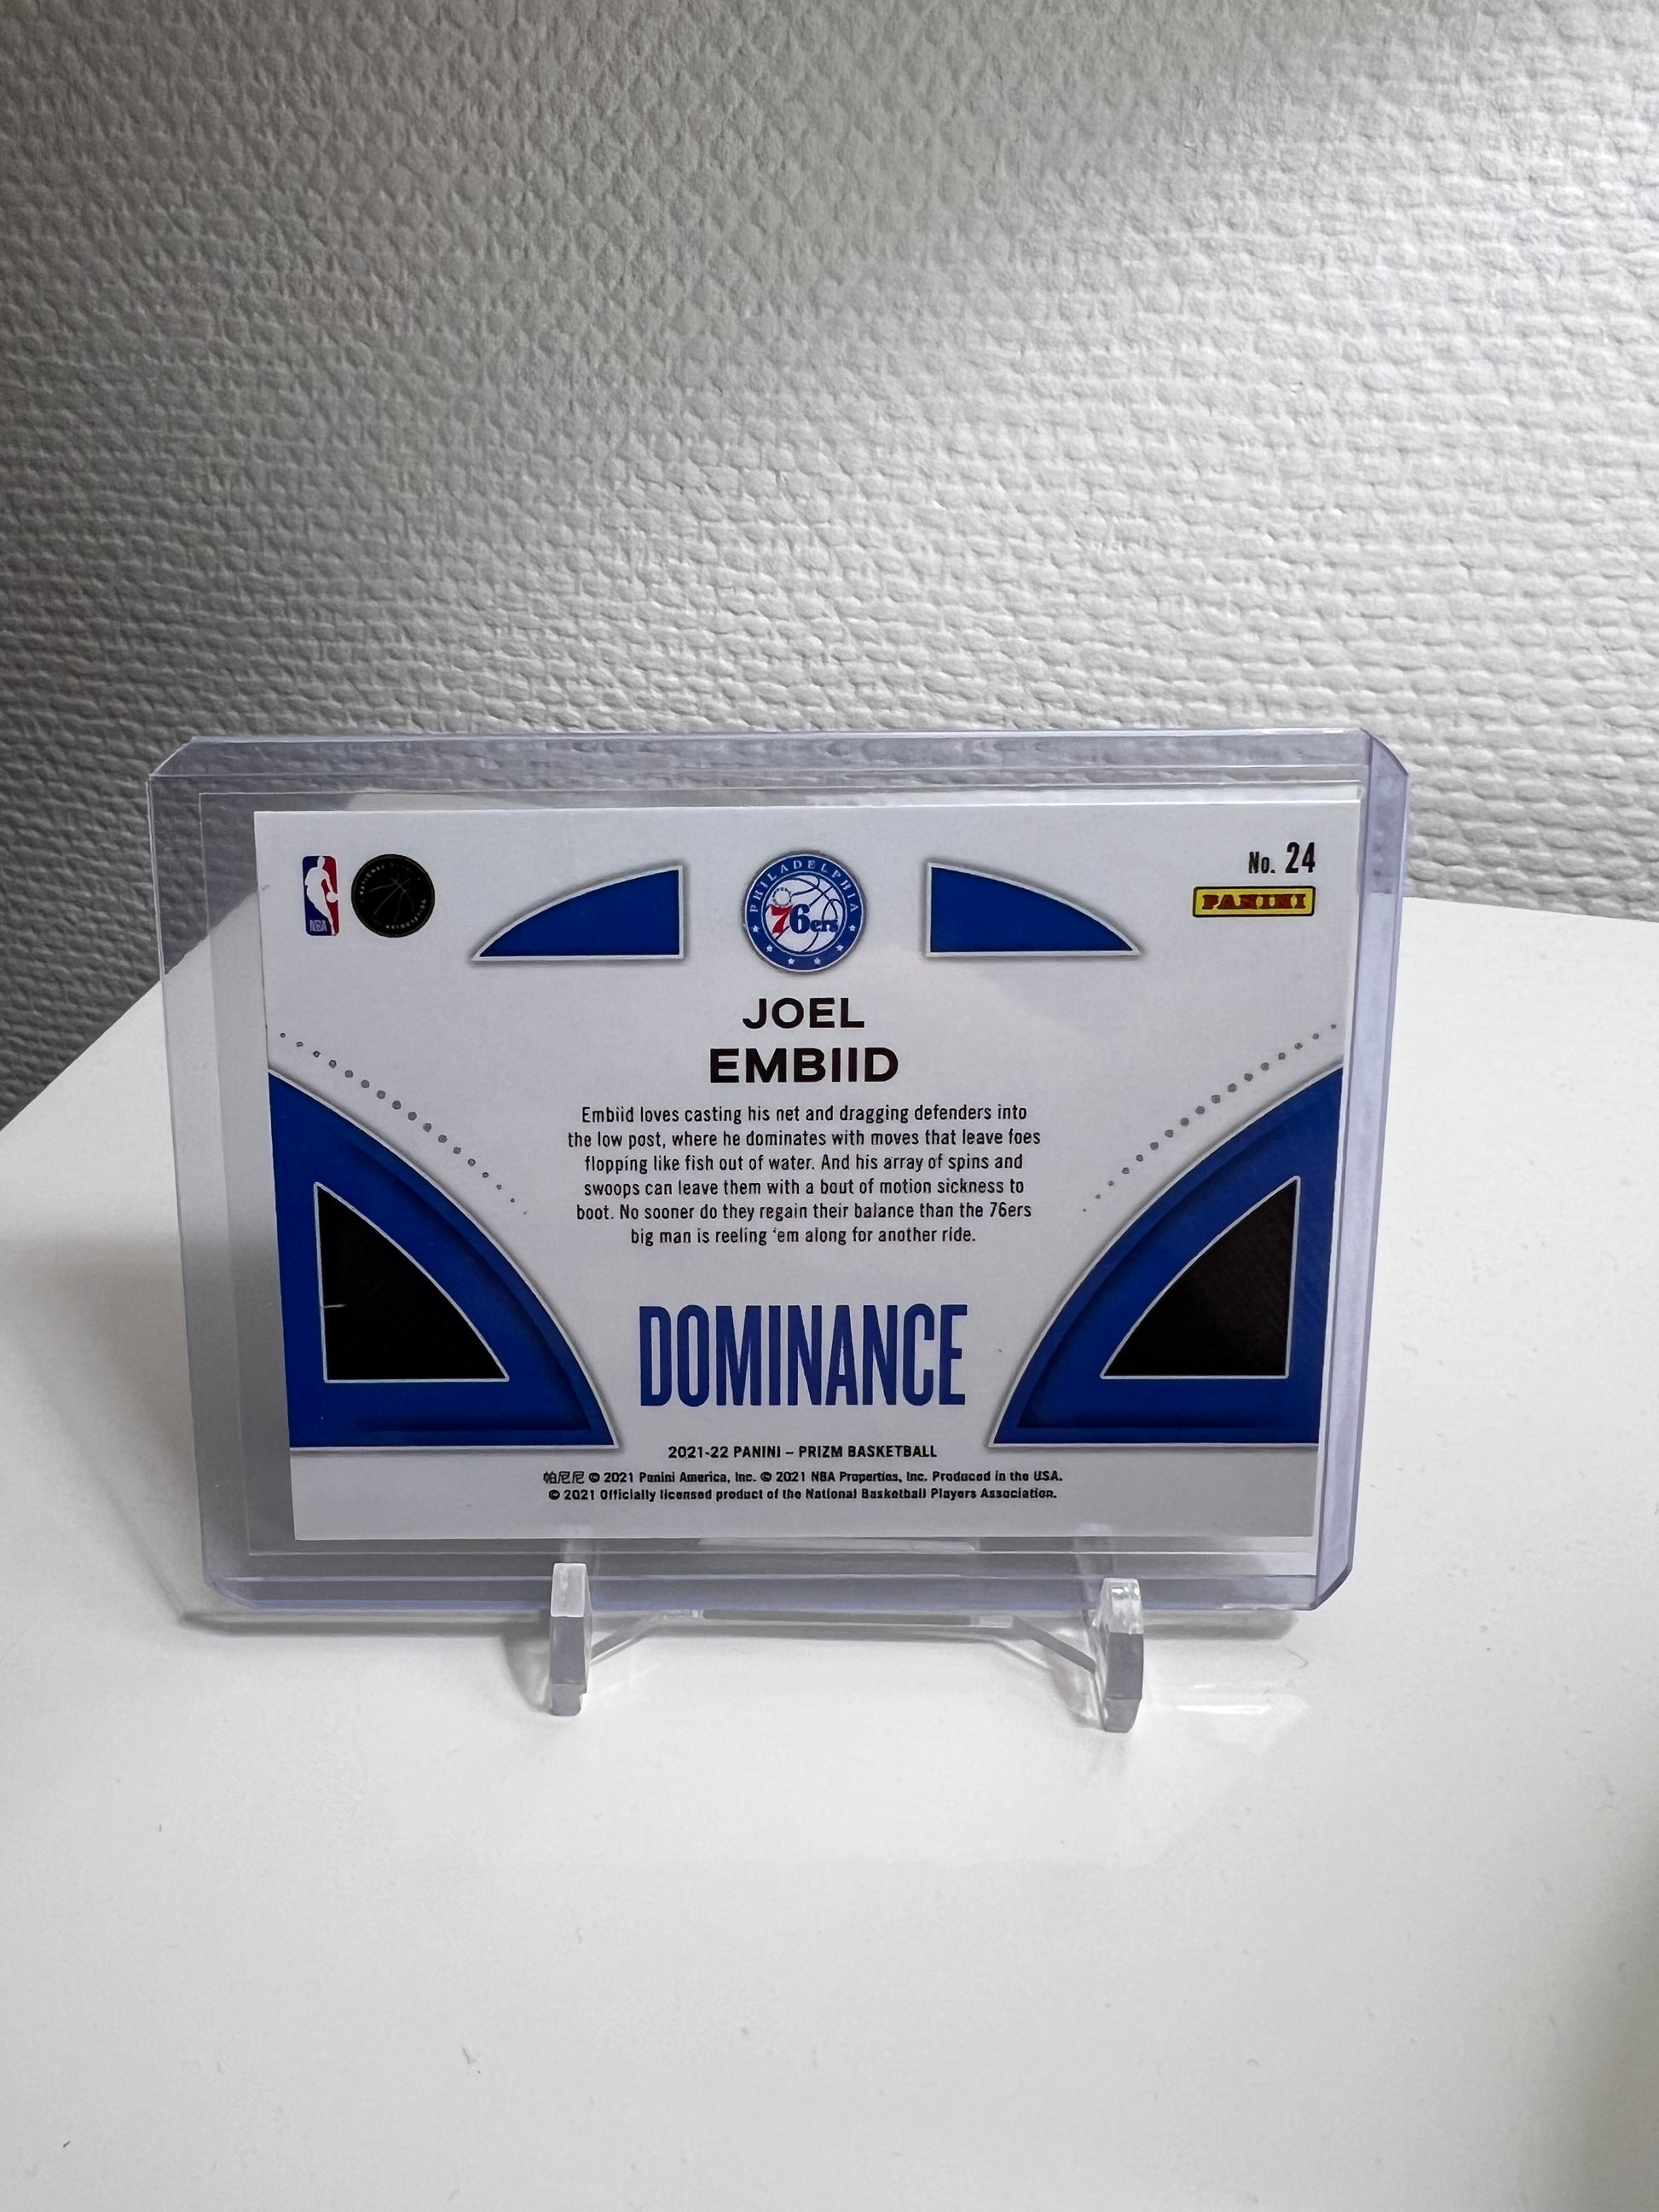 NBA
PHILADELPHIA
76ers
No. 24
PANINI
JOEL
EMBIID
Embiid loves casting his net and dragging defenders into
the low post, where he dominates with moves that leave foes
flopping like fish out of water. And his array of spins and
swoops can leave them with a bout of motion sickness to
boot. No sooner do they regain their balance than the 76ers
big man is reeling ‘em along for another ride.
DOMINANCE
2021-22 PANINI – PRIZM BASKETBALL
帕尼尼 © 2021 Panini America, Inc. © 2021 NBA Properties, Inc. Produced in the USA.
© 2021 Officially licensed product of the National Basketball Players Association.